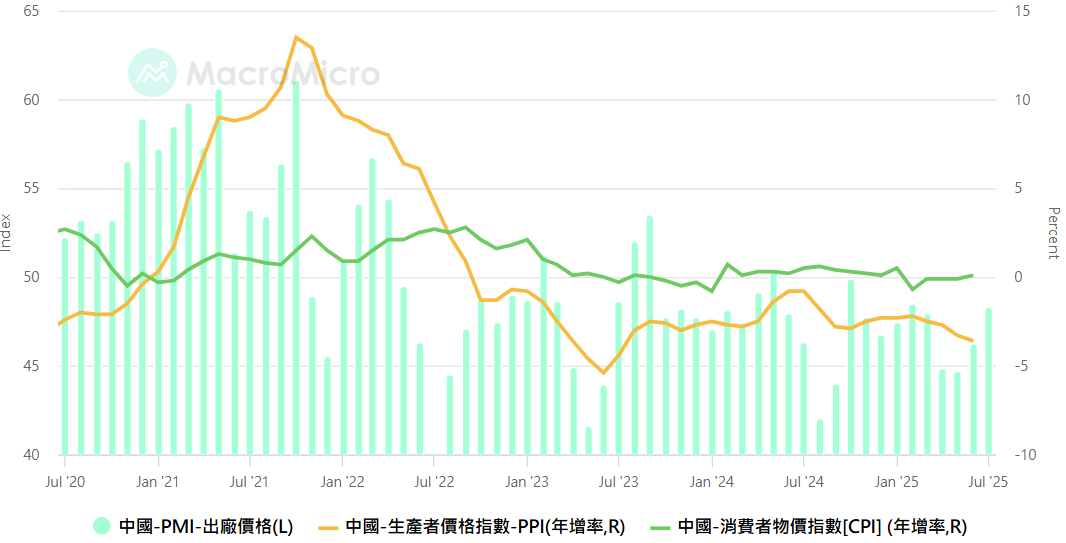 65
15
MacroMicro
60
10
55
5
Index
Percent
50
0
45
-5
40
-10
Jul '20
Jan '21
Jul '21
Jan '22
Jul '22
Jan '23
Jul '23
Jan '24
Jul '24
Jan '25
Jul '25
中國-PMI-出廠價格(L)
中國-生產者價格指數-PPI(年增率,R)
中國-消費者物價指數[CPI] (年增率,R)